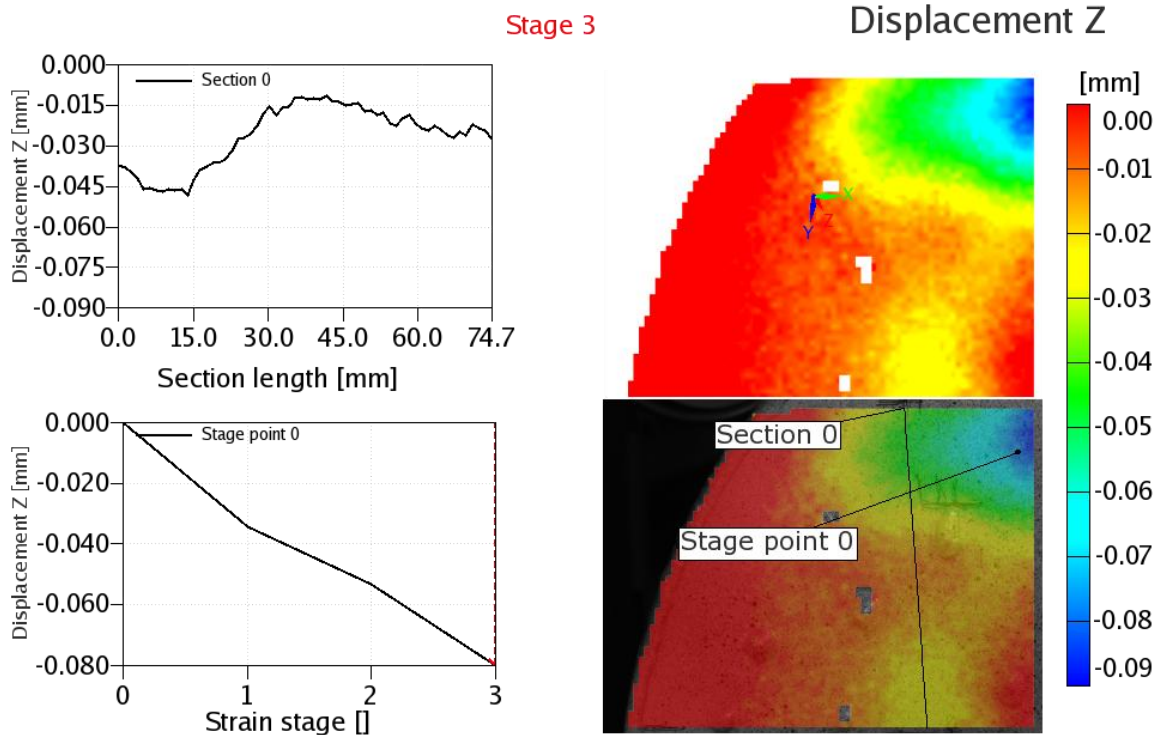 Stage 3
Displacement Z
Displacement Z [mm]
0.000
-0.015
-0.030
-0.045
-0.060
-0.075
-0.090
Section 0
0.0
15.0
30.0
45.0
60.0
74.7
Section length [mm]
Displacement Z [mm]
0.000
-0.020
-0.040
-0.060
-0.080
Stage point 0
0
1
2
3
Strain stage []
X
Y
Z
Section 0
Stage point 0
[mm]
0.00
-0.01
-0.02
-0.03
-0.04
-0.05
-0.06
-0.07
-0.08
-0.09